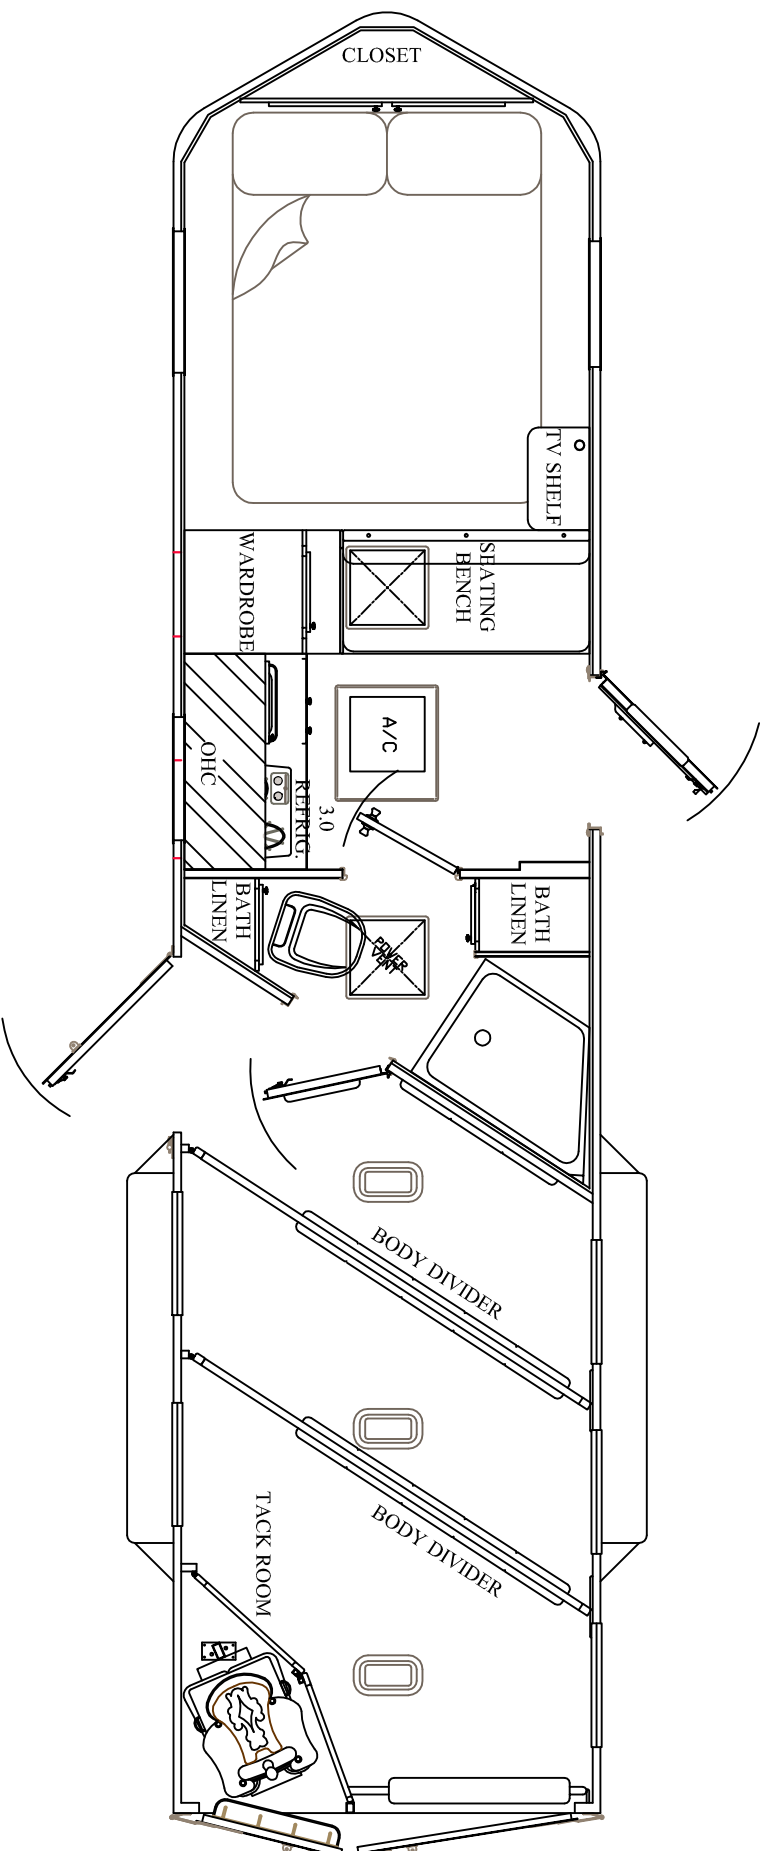 CLOSET
TV SHELF
WARDROBE
SEATING
BENCH
A/C
OHC
3.0
REFRIG.
BATH
LINEN
BATH
LINEN
POWER
VENT
BODY DIVIDER
BODY DIVIDER
TACK ROOM